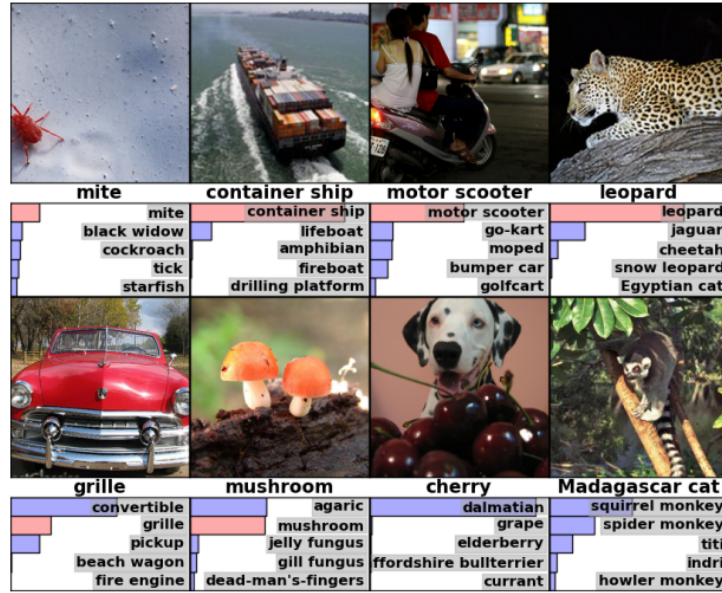 mite
container ship
motor scooter
leopard
mite
black widow
cockroach
tick
starfish
container ship
lifeboat
amphibian
fireboat
drilling platform
motor scooter
go-kart
moped
bumper car
golfcart
leopard
jaguar
cheetah
snow leopard
Egyptian cat
grille
mushroom
cherry
Madagascar cat
convertible
grille
pickup
beach wagon
fire engine
agaric
mushroom
jelly fungus
gill fungus
dead-man's-fingers
dalmatian
grape
elderberry
ffordshire bullterrier
currant
squirrel monkey
spider monkey
titi
indri
howler monkey